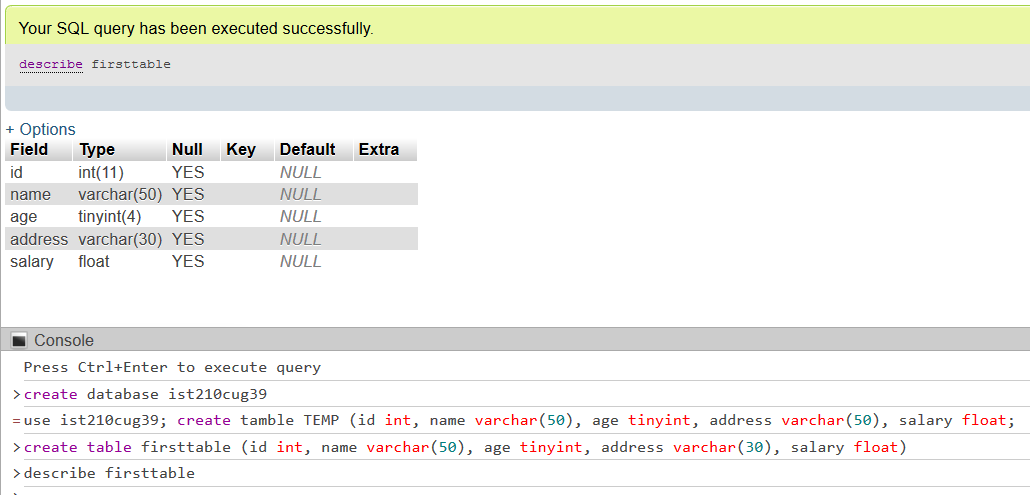 Your SQL query has been executed successfully.
describe firsttable
+ Options
Field Type Null Key Default Extra
id int(11) YES NULL
name varchar(50) YES NULL
age tinyint(4) YES NULL
address varchar(30) YES NULL
salary float YES NULL
Console
Press Ctrl+Enter to execute query
>create database ist210cug39
=use ist210cug39; create tamble TEMP (id int, name varchar(50), age tinyint, address varchar(50), salary float;
>create table firsttable (id int, name varchar(50), age tinyint, address varchar(30), salary float)
>describe firsttable
>